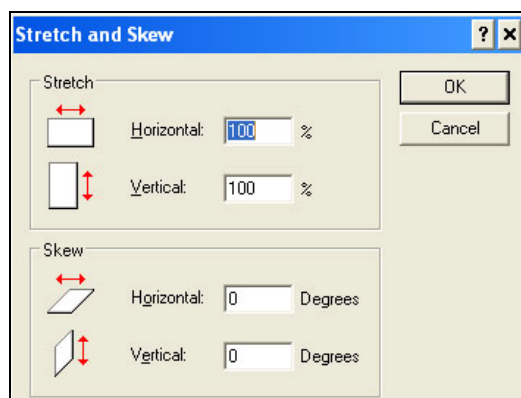 Stretch and Skew
Stretch
Horizontal: 100 %
Vertical: 100 %
OK
Cancel
Skew
Horizontal: 0 Degrees
Vertical: 0 Degrees